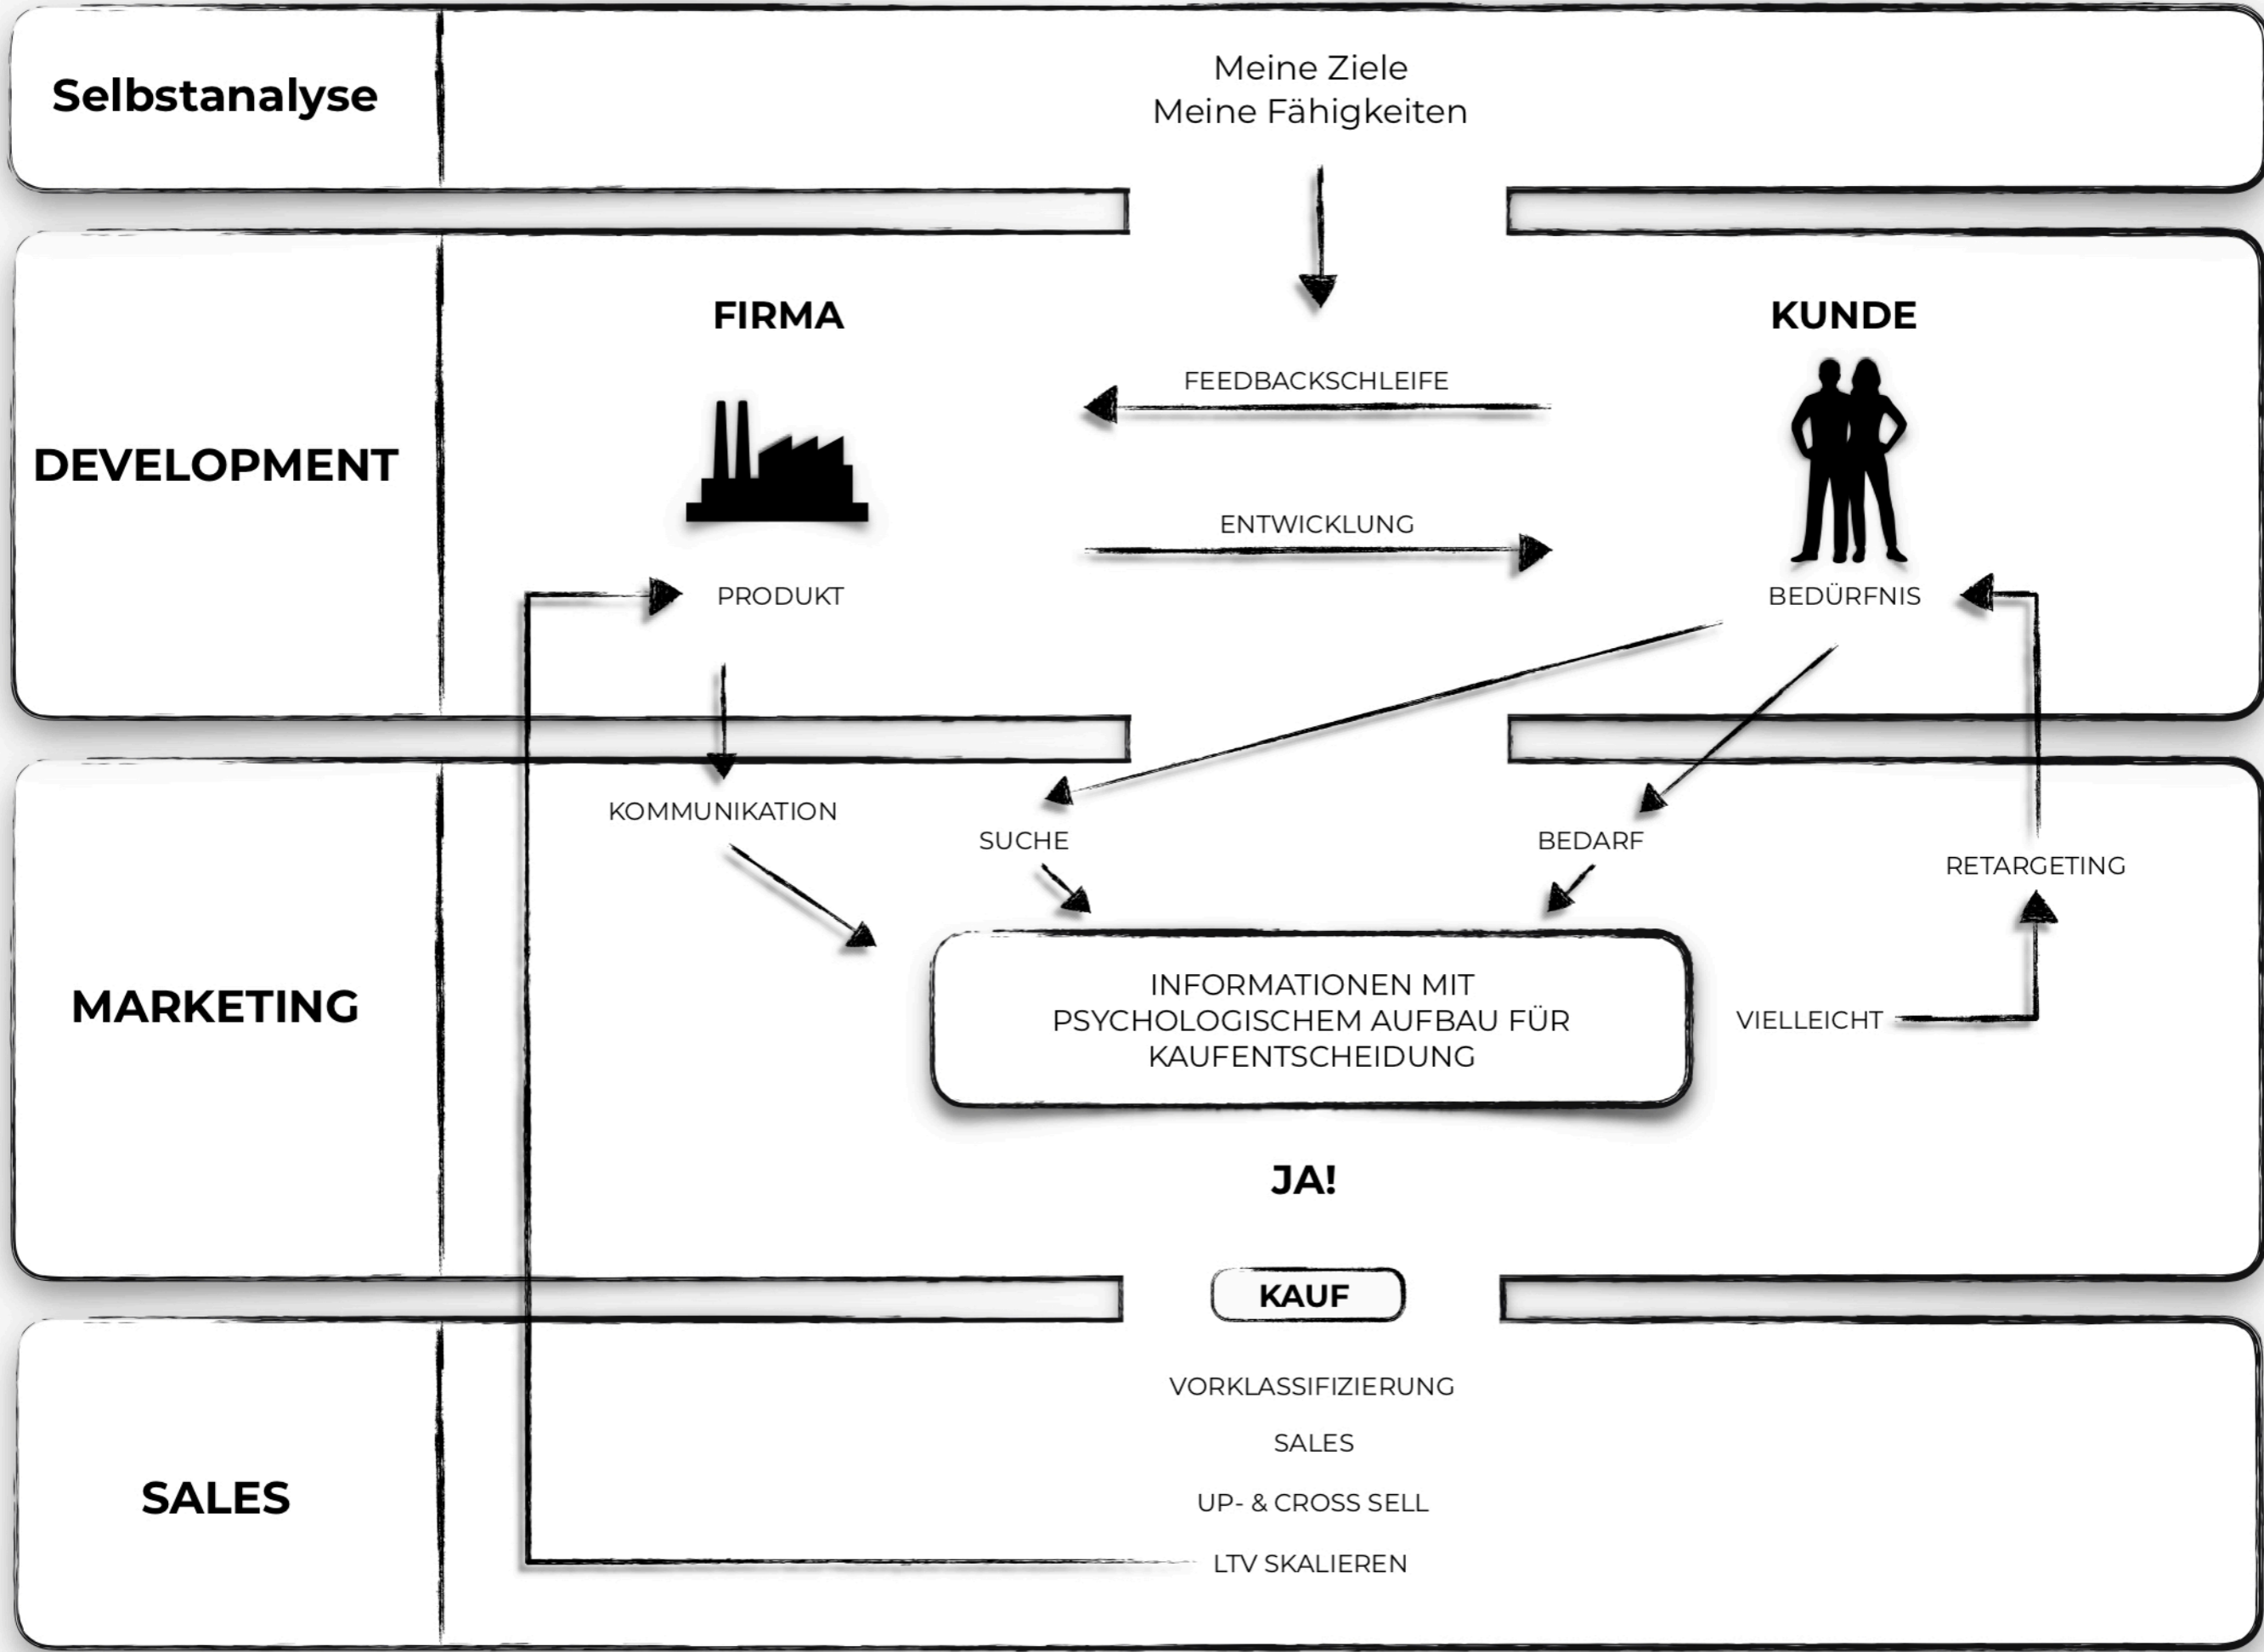 Selbstanalyse
Meine Ziele
Meine Fähigkeiten
DEVELOPMENT
FIRMA
KUNDE
FEEDBACKSCHLEIFE
ENTWICKLUNG
PRODUKT
BEDÜRFNIS
MARKETING
KOMMUNIKATION
SUCHE
BEDARF
RETARGETING
INFORMATIONEN MIT
PSYCHOLOGISCHEM AUFBAU FÜR
KAUFENTSCHEIDUNG
VIELLEICHT
JA!
KAUF
SALES
VORKLASSIFIZIERUNG
SALES
UP- & CROSS SELL
LTV SKALIEREN